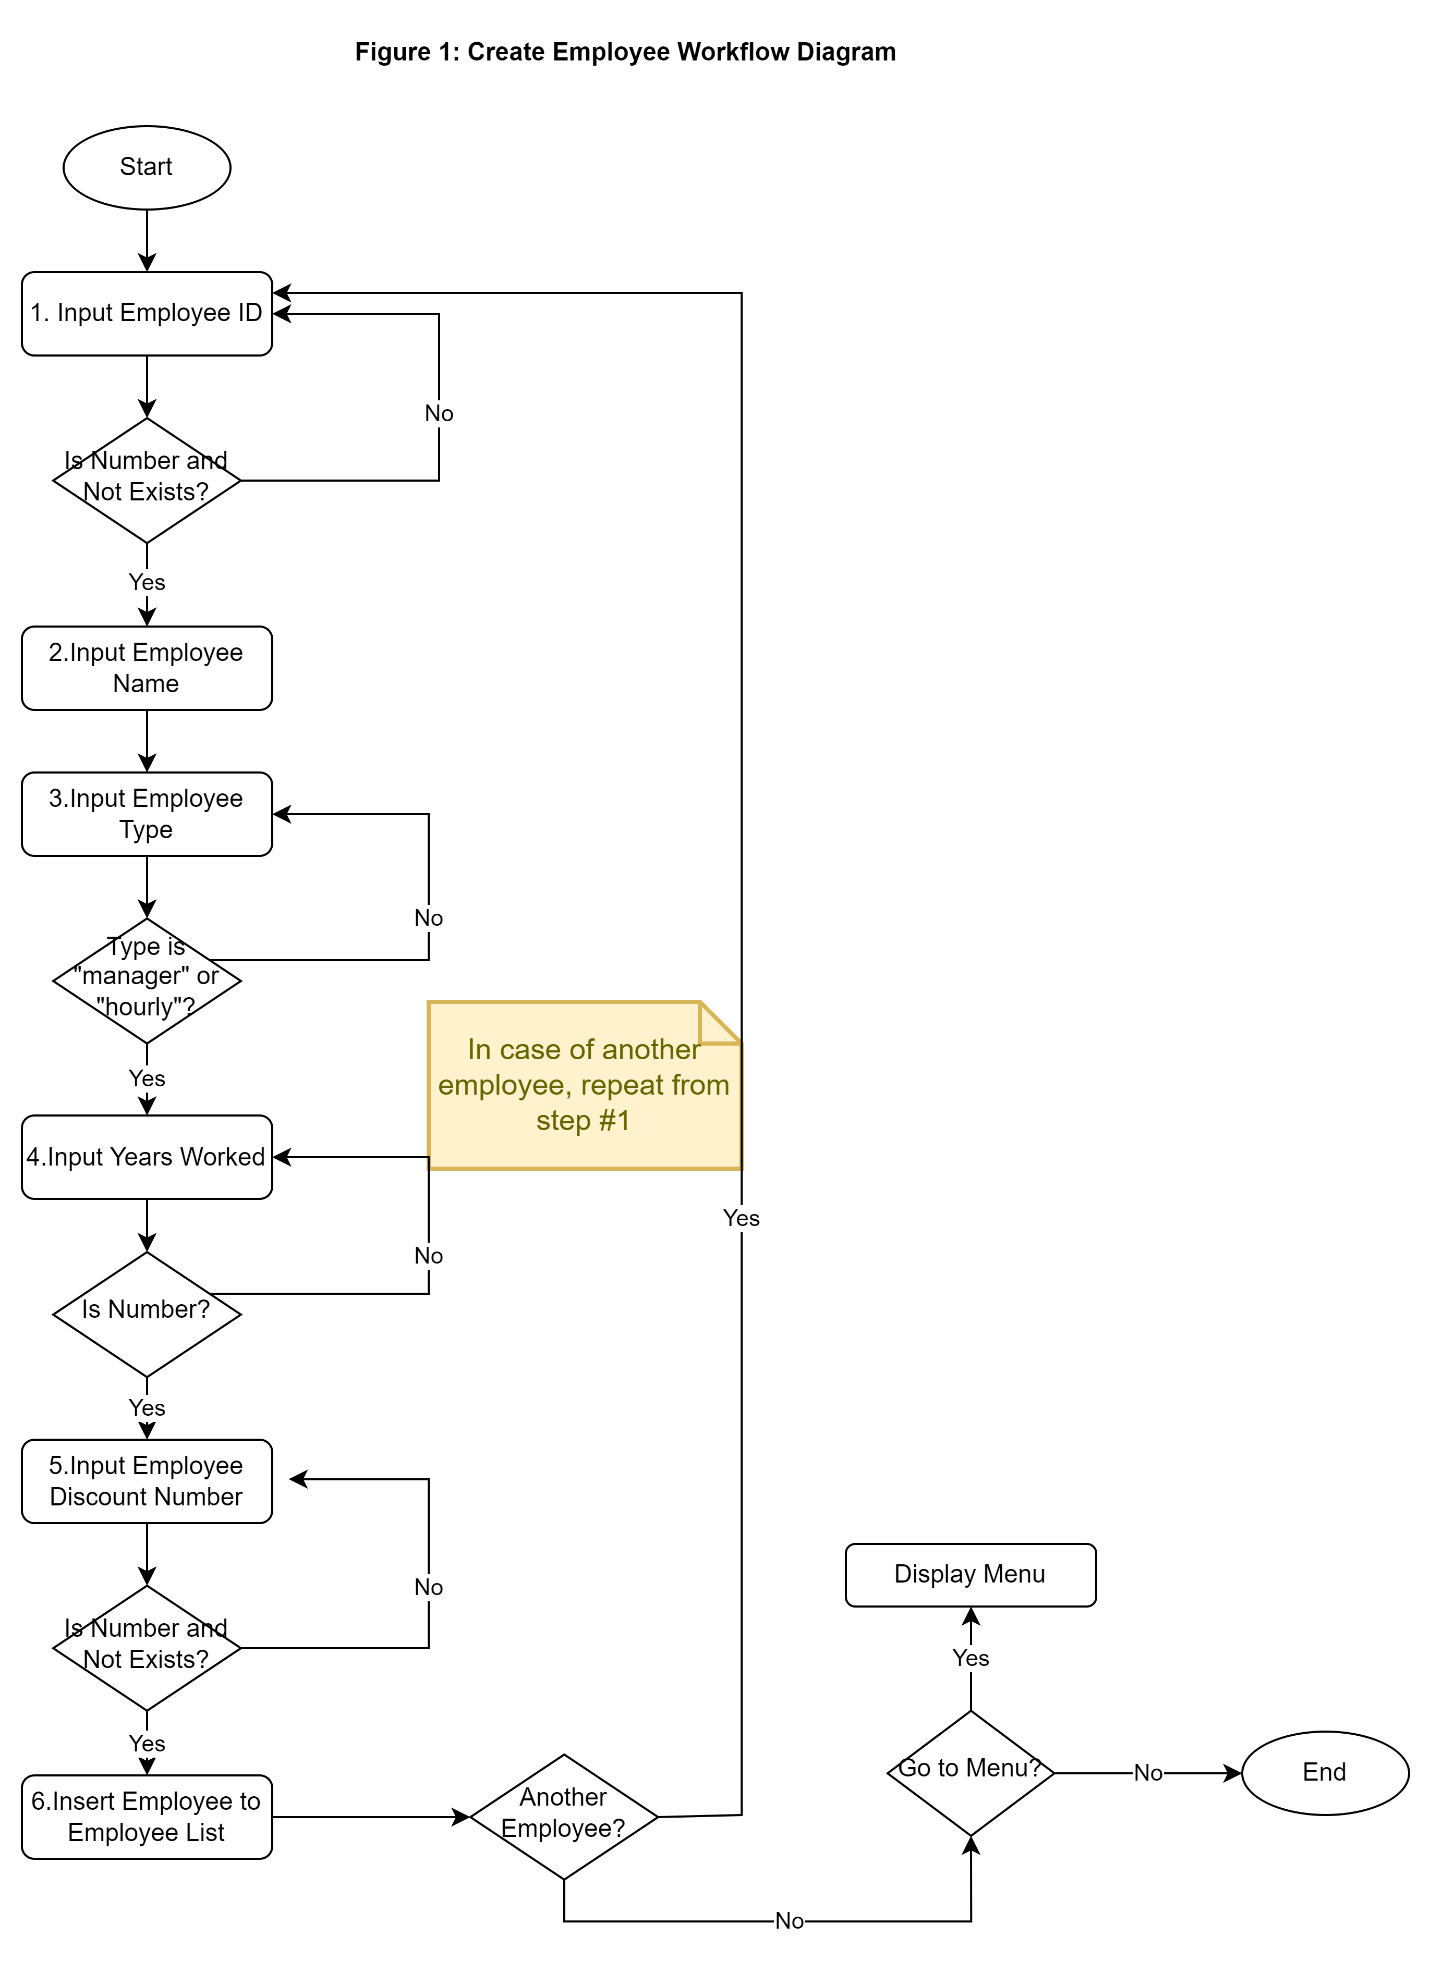 Figure 1: Create Employee Workflow Diagram
Start
1. Input Employee ID
No
Is Number and
Not Exists?
Yes
2.Input Employee
Name
3.Input Employee
Type
No
Type is
"manager" or
"hourly"?
In case of another
employee, repeat from
step #1
Yes
4.Input Years Worked
Yes
No
Is Number?
Yes
5.Input Employee
Discount Number
No
Is Number and
Not Exists?
Yes
6.Insert Employee to
Employee List
Another
Employee?
No
Display Menu
Yes
Go to Menu?
No
End